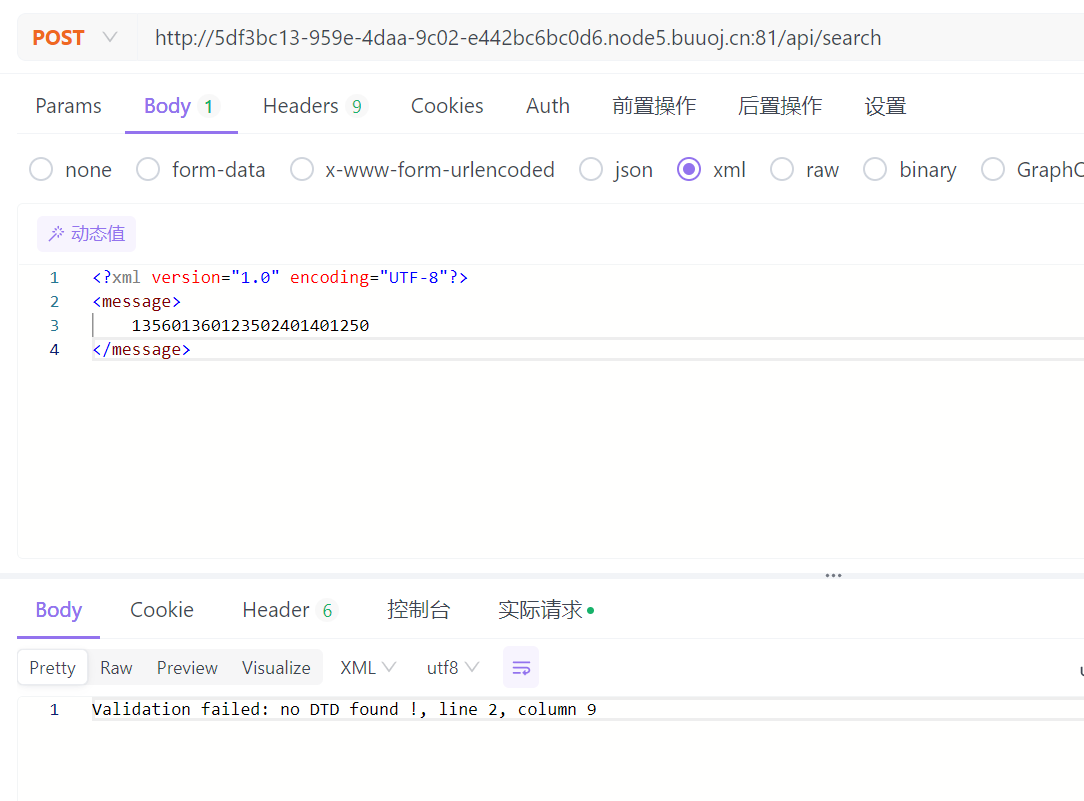 POST http://5df3bc13-959e-4daa-9c02-e442bc6bc0d6.node5.buuoj.cn:81/api/search
Params Body 1 Headers 9 Cookies Auth 前置操作 后置操作 设置
none form-data x-www-form-urlencoded json xml raw binary GraphQ
动态值
1 <?xml version="1.0" encoding="UTF-8"?>
2 <message>
3 135601360123502401401250
4 </message>
Body Cookie Header 6 控制台 实际请求
Pretty Raw Preview Visualize XML utf8
1 Validation failed: no DTD found !, line 2, column 9